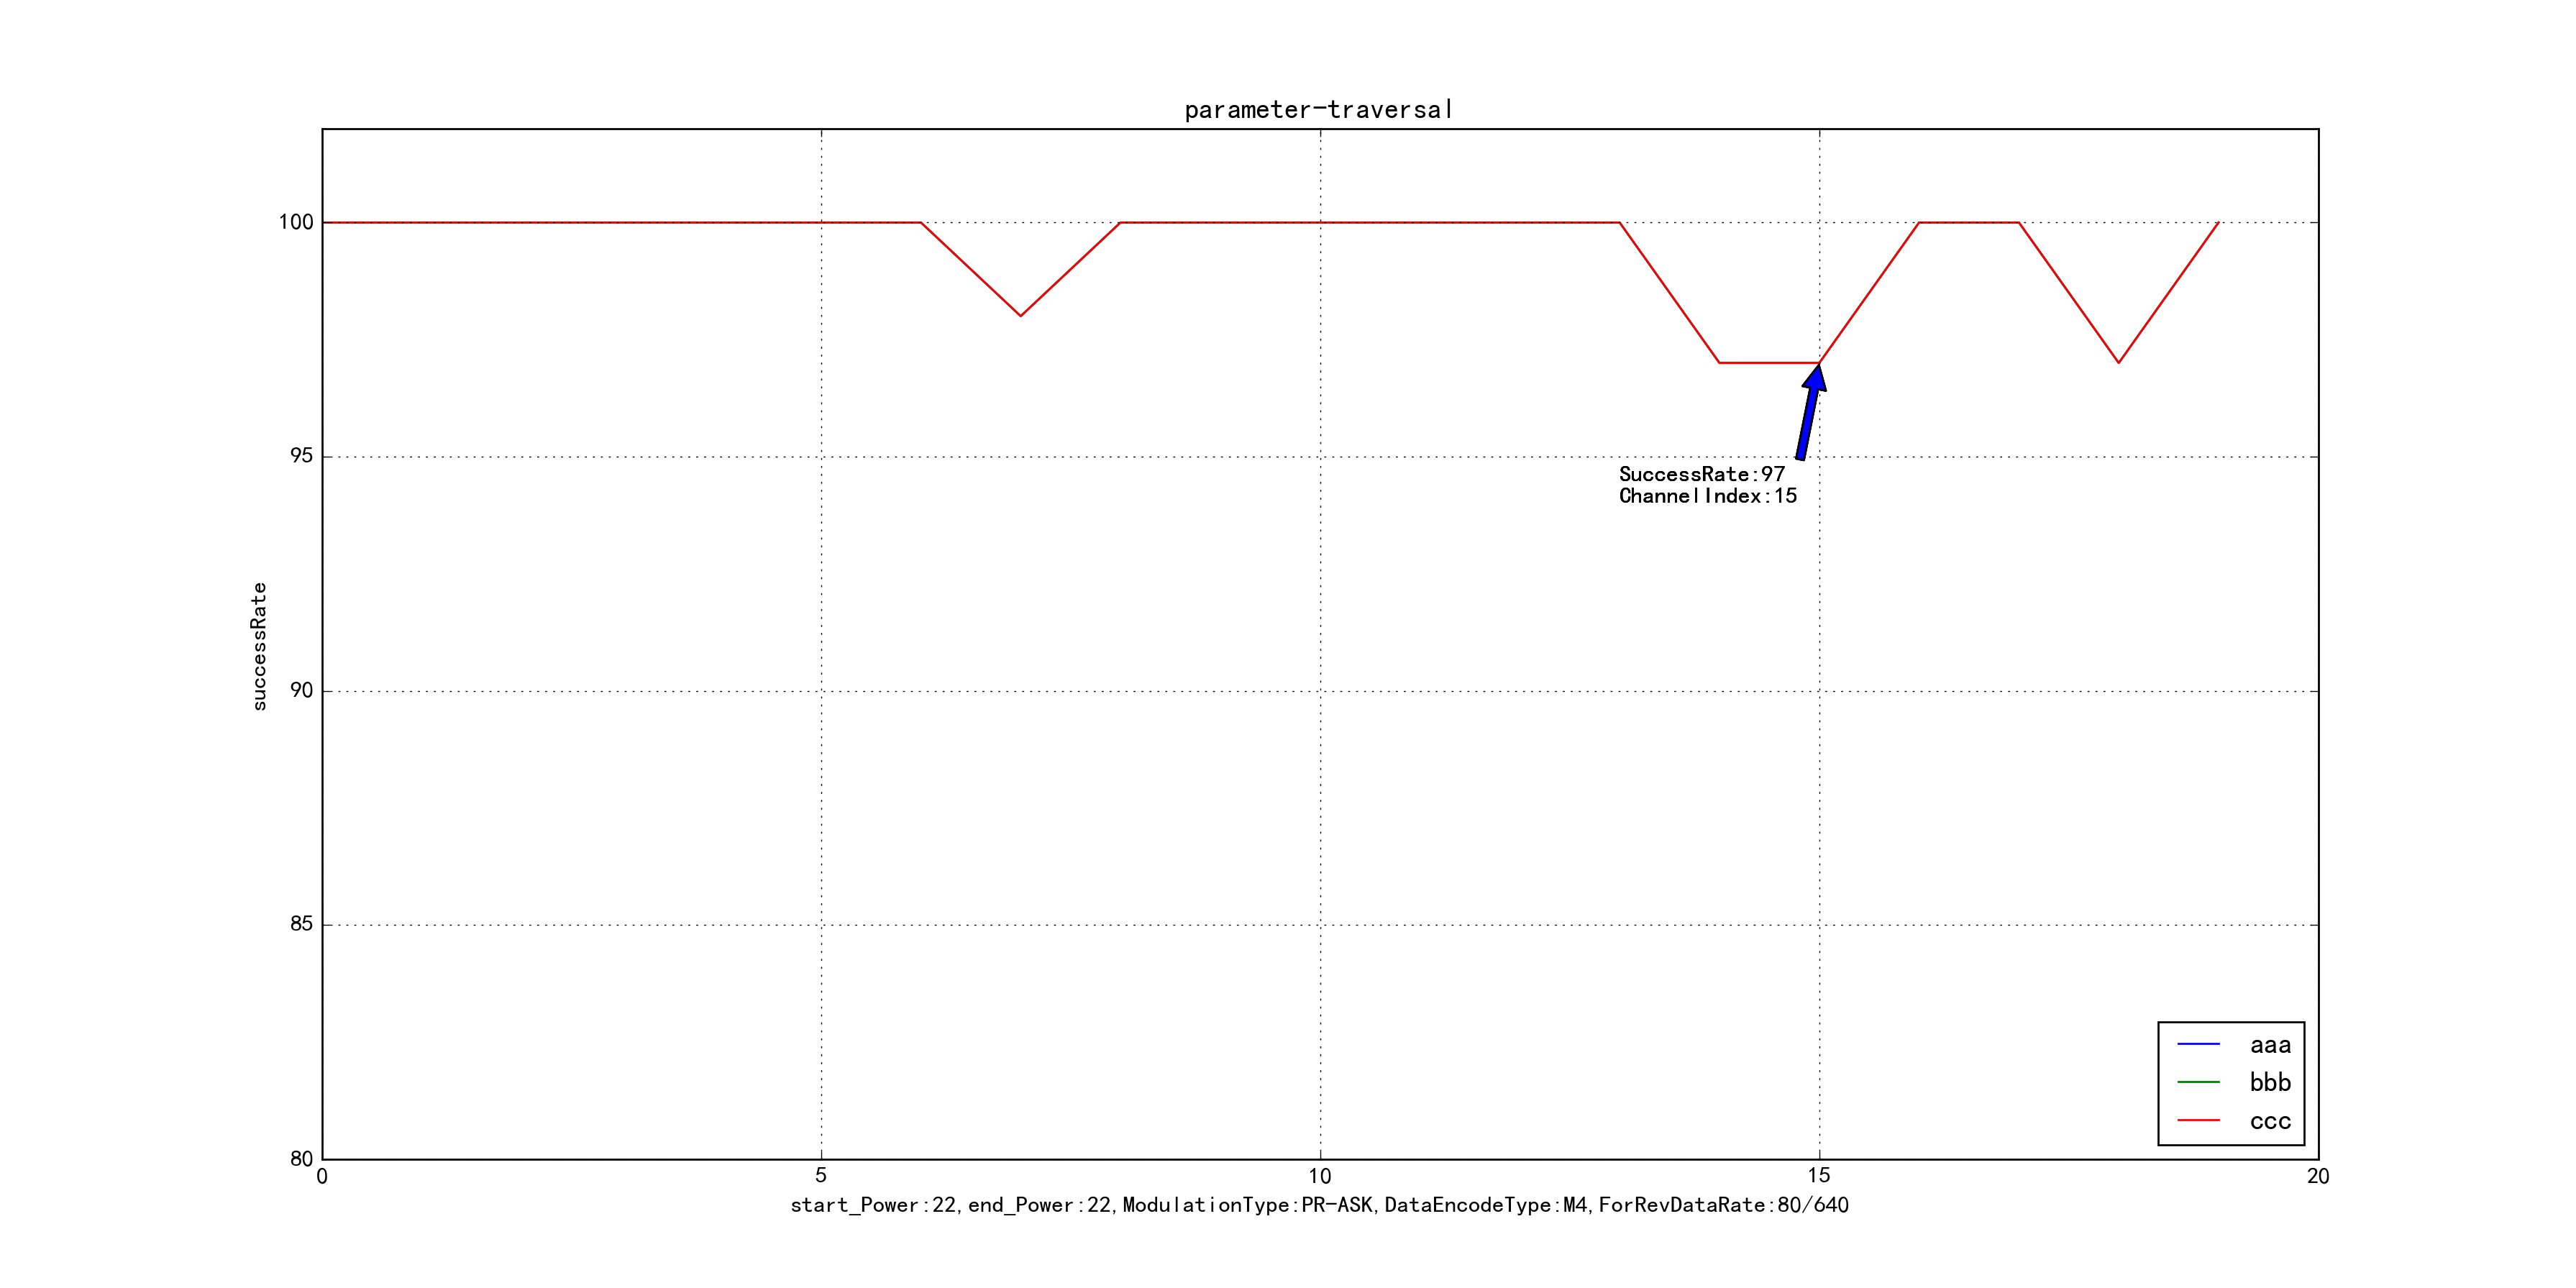 parameter-traversal
100
95
90
85
80
successRate
SuccessRate:97
ChannelIndex:15
aaa
bbb
ccc
0 5 10 15 20
start_Power:22,end_Power:22,ModulationType:PR-ASK,DataEncodeType:M4,ForRevDataRate:80/640